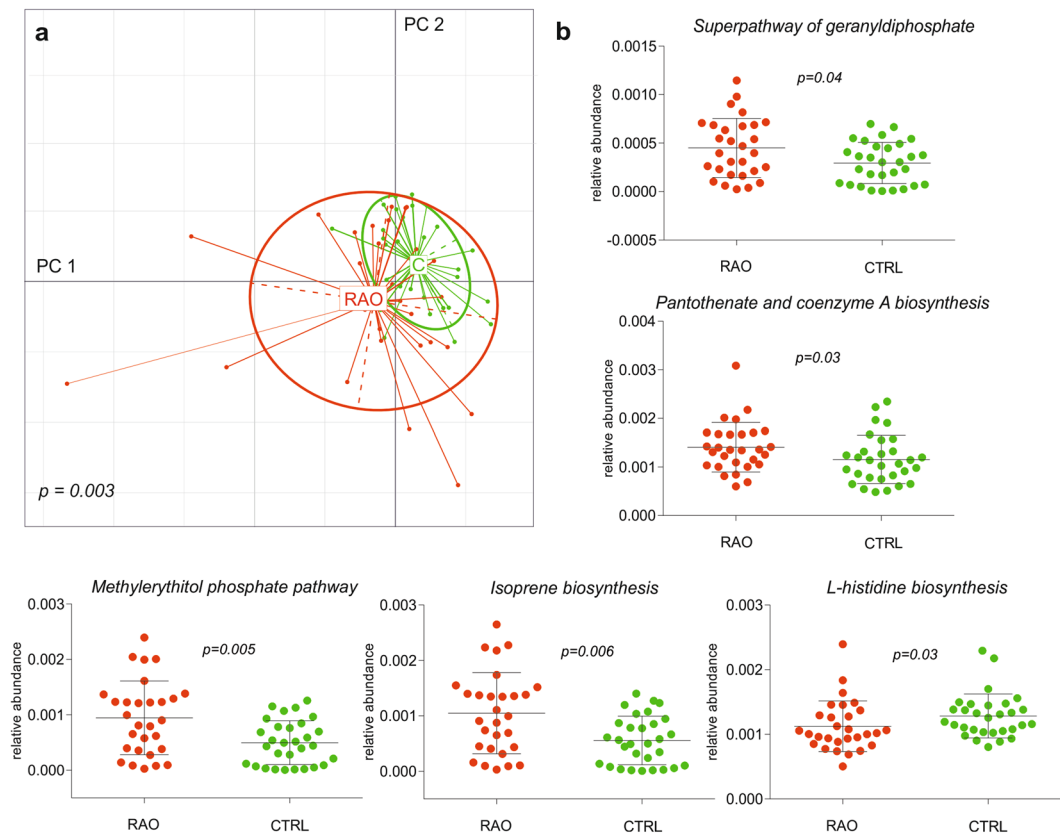 a
PC 2
PC 1
RAO
C
p = 0.003
b
Superpathway of geranyldiphosphate
relative abundance
0.0015
0.0010
0.0005
0.0000
-0.0005
p=0.04
RAO
CTRL
Pantothenate and coenzyme A biosynthesis
relative abundance
0.004
0.003
0.002
0.001
0.000
p=0.03
RAO
CTRL
Methylerythitol phosphate pathway
relative abundance
0.003
0.002
0.001
0.000
p=0.005
RAO
CTRL
Isoprene biosynthesis
relative abundance
0.003
0.002
0.001
0.000
p=0.006
RAO
CTRL
L-histidine biosynthesis
relative abundance
0.003
0.002
0.001
0.000
p=0.03
RAO
CTRL